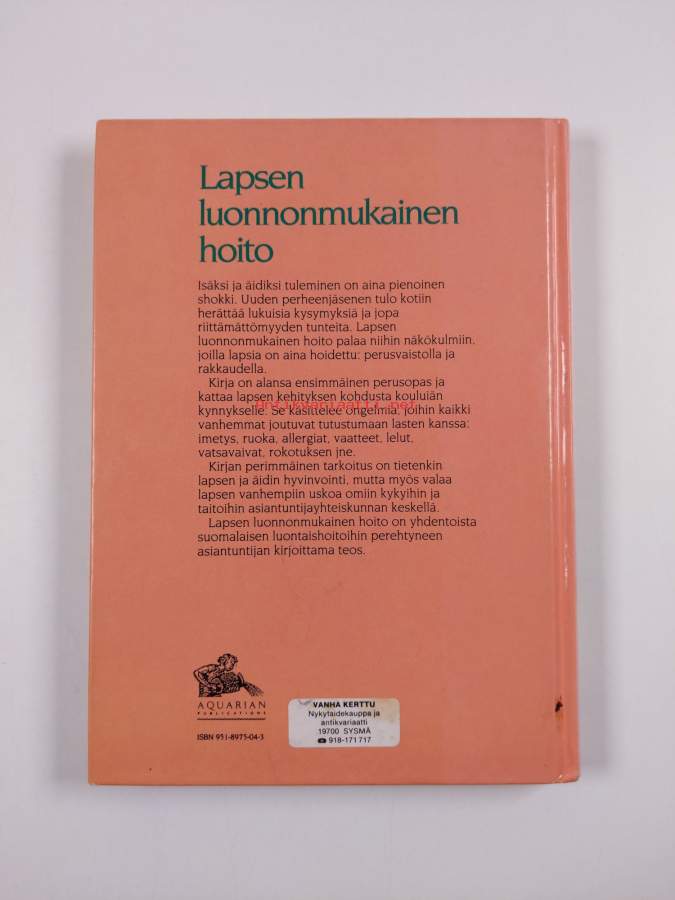 Lapsen
luonnonmukainen
hoito
Isäksi ja äidiksi tuleminen on aina pienoinen
shokki. Uuden perheenjäsenen tulo kotiin
herättää lukuisia kysymyksiä ja jopa
riittämättömyyden tunteita. Lapsen
luonnonmukainen hoito palaa niihin näkökulmiin,
joilla lapsia on aina hoidettu: perusvaistolla ja
rakkaudella.
Kirja on alansa ensimmäinen perusopas ja
kattaa lapsen kehityksen kohdusta kouluiän
antikvariaatti.net
kynnykselle. Se käsittelee ongelmia, joihin kaikki
vanhemmat joutuvat tutustumaan lasten kanssa:
imetys, ruoka, allergiat, vaatteet, lelut,
vatsavaivat, rokotuksen jne.
Kirjan perimmäinen tarkoitus on tietenkin
lapsen ja äidin hyvinvointi, mutta myös valaa
lapsen vanhempiin uskoa omiin kykyihin ja
taitoihin asiantuntijayhteiskunnan keskellä.
Lapsen luonnonmukainen hoito on yhdentoista
suomalaisen luontaishoitoihin perehtyneen
asiantuntijan kirjoittama teos.
AQUARIAN
PUBLICATIONS
ISBN 951-8975-04-3
VANHA KERTTU
Nykytaidekauppa ja
antikvariaatti
19700 SYSMÄ
☎ 918-171 717